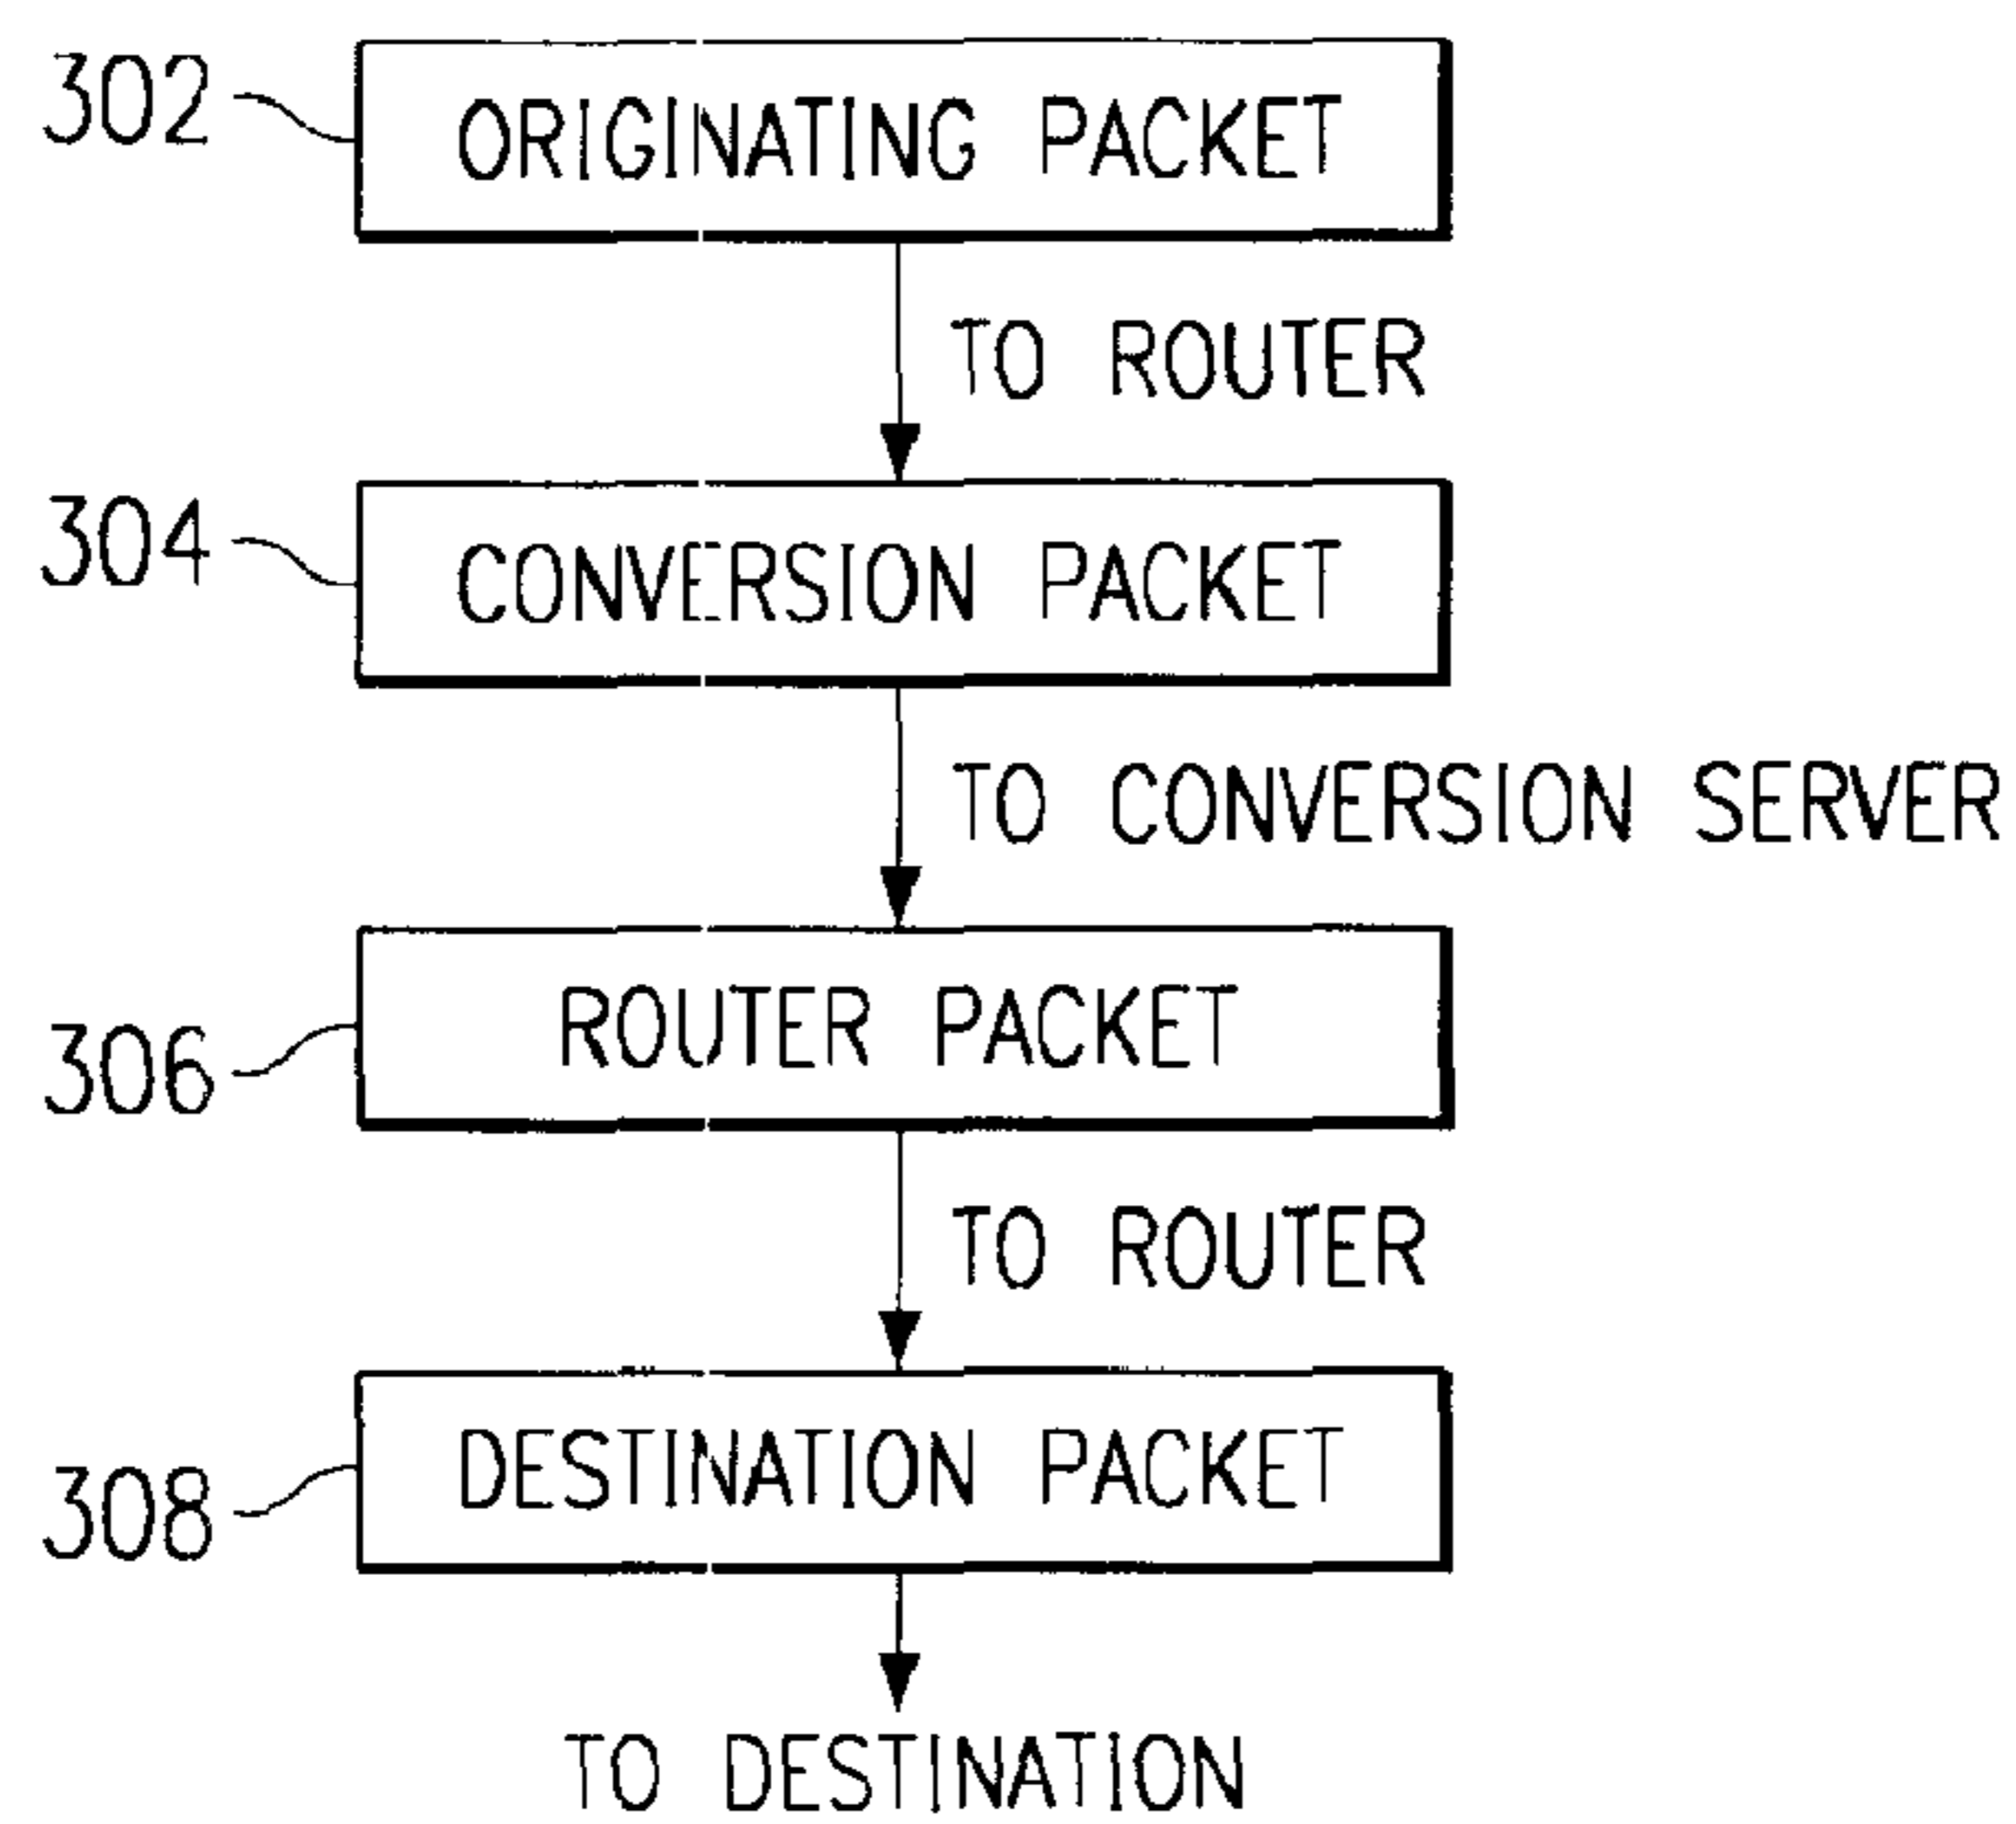 302 ORIGINATING PACKET
TO ROUTER
304 CONVERSION PACKET
TO CONVERSION SERVER
306 ROUTER PACKET
TO ROUTER
308 DESTINATION PACKET
TO DESTINATION